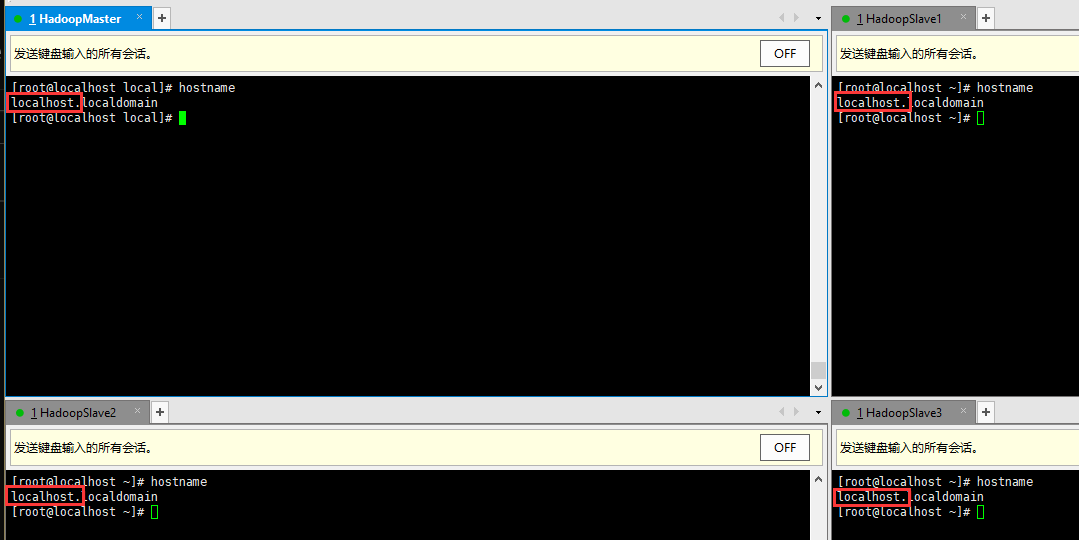 1 HadoopMaster × +
发送键盘输入的所有会话。 OFF
[root@localhost local]# hostname
localhost.localdomain
[root@localhost local]#
1 HadoopSlave1 × +
发送键盘输入的所有会话。
[root@localhost ~]# hostname
localhost.localdomain
[root@localhost ~]#
1 HadoopSlave2 × +
发送键盘输入的所有会话。 OFF
[root@localhost ~]# hostname
localhost.localdomain
[root@localhost ~]#
1 HadoopSlave3 × +
发送键盘输入的所有会话。
[root@localhost ~]# hostname
localhost.localdomain
[root@localhost ~]#